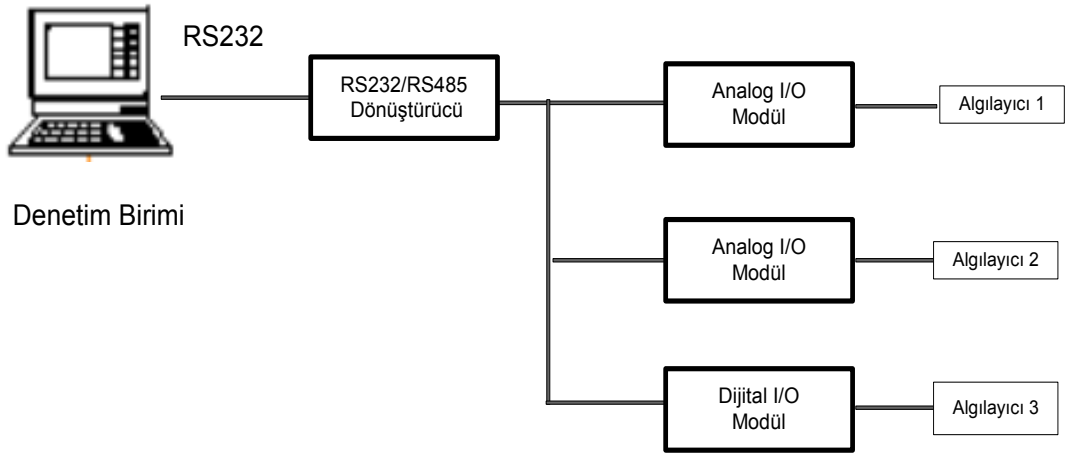 RS232
RS232/RS485
Dönüştürücü
Analog I/O
Modül
Algılayıcı 1
Denetim Birimi
Analog I/O
Modül
Algılayıcı 2
Dijital I/O
Modül
Algılayıcı 3